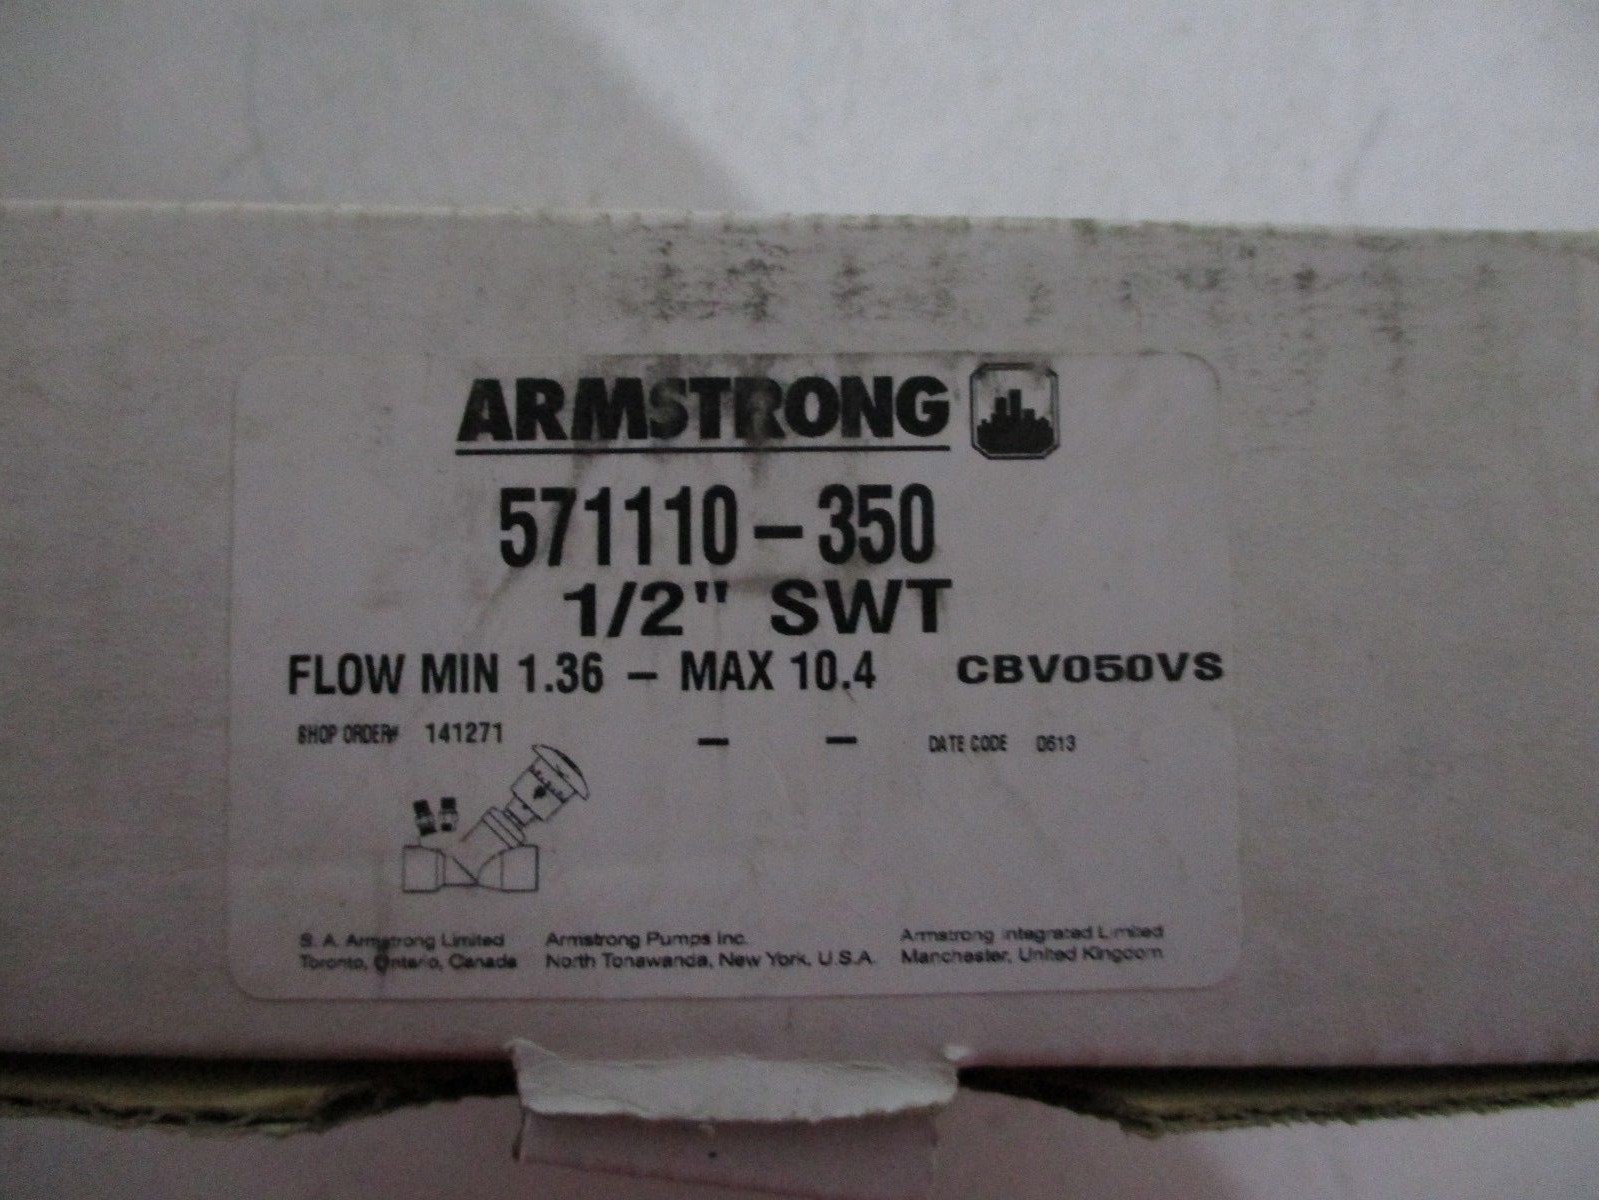 ARMSTRONG
571110-350
1/2" SWT
FLOW MIN 1.36 - MAX 10.4 CBV050VS
SHOP ORDER# 141271 - - DATE CODE 0613
S. A. Armstrong Limited Armstrong Pumps Inc. Armstrong Integrated Limited
Toronto, Ontario, Canada North Tonawanda, New York, U.S.A. Manchester, United Kingdom